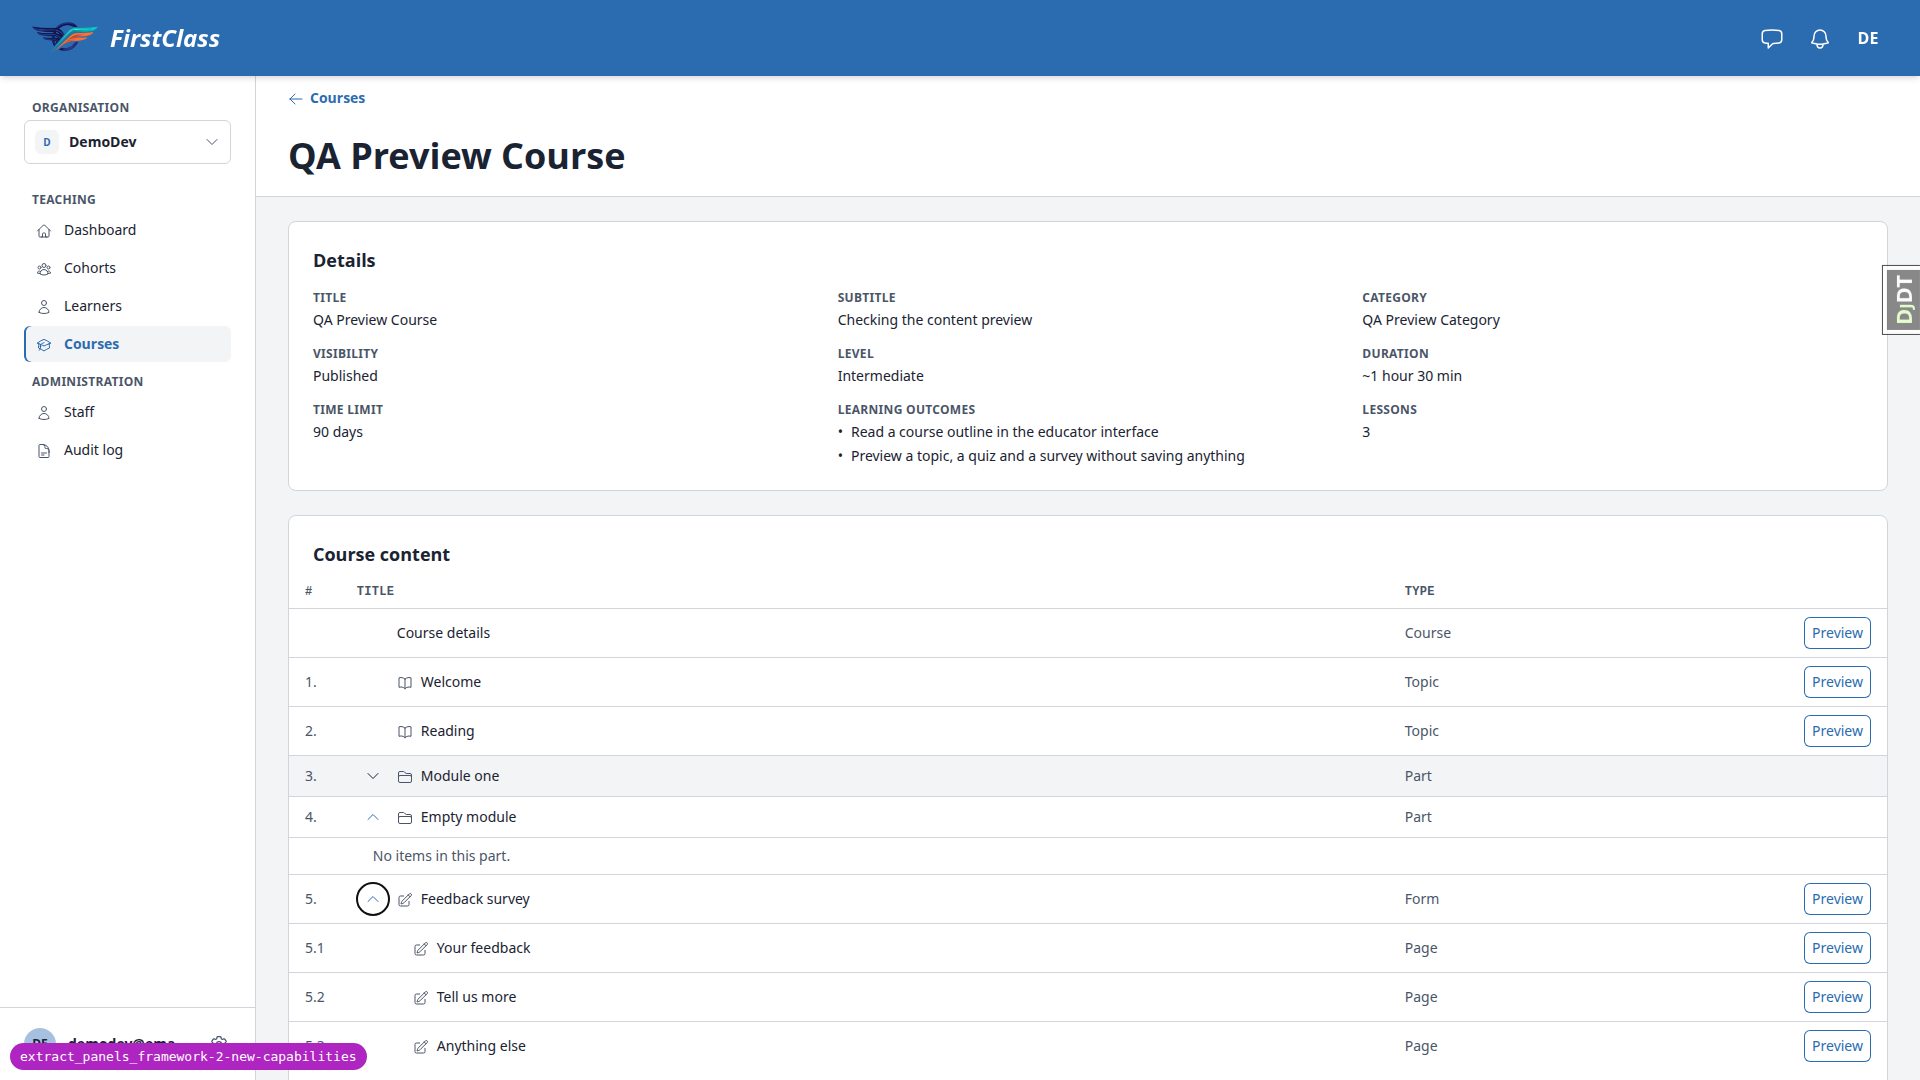 FirstClass
DE
ORGANISATION
D DemoDev
TEACHING
Dashboard
Cohorts
Learners
Courses
ADMINISTRATION
Staff
Audit log
extract_panels_framework-2-new-capabilities
Courses
QA Preview Course
Details
TITLE
QA Preview Course
SUBTITLE
Checking the content preview
CATEGORY
QA Preview Category
VISIBILITY
Published
LEVEL
Intermediate
DURATION
~1 hour 30 min
TIME LIMIT
90 days
LEARNING OUTCOMES
• Read a course outline in the educator interface
• Preview a topic, a quiz and a survey without saving anything
LESSONS
3
DJDT
Course content
# TITLE TYPE
Course details Course Preview
1. Welcome Topic Preview
2. Reading Topic Preview
3. Module one Part
4. Empty module Part
No items in this part.
5. Feedback survey Form Preview
5.1 Your feedback Page Preview
5.2 Tell us more Page Preview
Anything else Page Preview